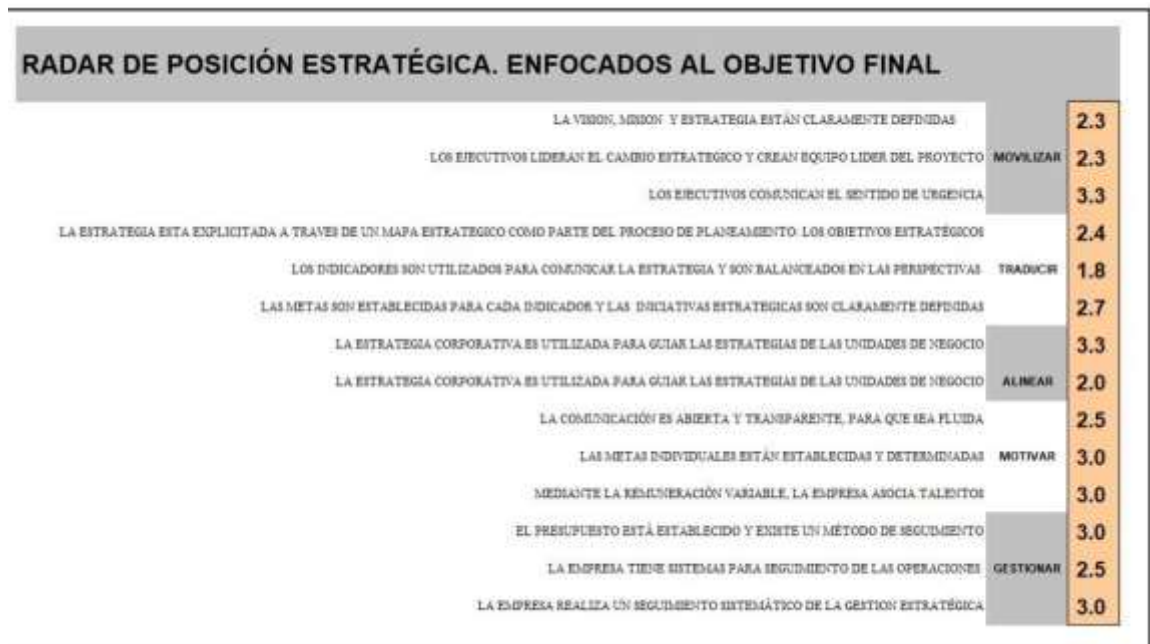 RADAR DE POSICIÓN ESTRATÉGICA. ENFOCADOS AL OBJETIVO FINAL
LA VISION, MISION Y ESTRATEGIA ESTÁN CLARAMENTE DEFINIDAS 2.3
LOS EJECUTIVOS LIDERAN EL CAMBIO ESTRATEGICO Y CREAN EQUIPO LIDER DEL PROYECTO MOVILIZAR 2.3
LOS EJECUTIVOS COMUNICAN EL SENTIDO DE URGENCIA 3.3
LA ESTRATEGIA ESTA EXPLICITADA A TRAVES DE UN MAPA ESTRATEGICO COMO PARTE DEL PROCESO DE PLANEAMIENTO. LOS OBJETIVOS ESTRATÉGICOS 2.4
LOS INDICADORES SON UTILIZADOS PARA COMUNICAR LA ESTRATEGIA Y SON BALANCEADOS EN LAS PERSPECTIVAS TRADUCIR 1.8
LAS METAS SON ESTABLECIDAS PARA CADA INDICADOR Y LAS INICIATIVAS ESTRATEGICAS SON CLARAMENTE DEFINIDAS 2.7
LA ESTRATEGIA CORPORATIVA ES UTILIZADA PARA GUIAR LAS ESTRATEGIAS DE LAS UNIDADES DE NEGOCIO 3.3
LA ESTRATEGIA CORPORATIVA ES UTILIZADA PARA GUIAR LAS ESTRATEGIAS DE LAS UNIDADES DE NEGOCIO ALINEAR 2.0
LA COMUNICACIÓN ES ABIERTA Y TRANSPARENTE, PARA QUE SEA FLUIDA 2.5
LAS METAS INDIVIDUALES ESTÁN ESTABLECIDAS Y DETERMINADAS MOTIVAR 3.0
MEDIANTE LA REMUNERACIÓN VARIABLE, LA EMPRESA ASOCIA TALENTOS 3.0
EL PRESUPUESTO ESTÁ ESTABLECIDO Y EXISTE UN MÉTODO DE SEGUIMIENTO 3.0
LA EMPRESA TIENE SISTEMAS PARA SEGUIMIENTO DE LAS OPERACIONES GESTIONAR 2.5
LA EMPRESA REALIZA UN SEGUIMIENTO SISTEMÁTICO DE LA GESTION ESTRATÉGICA 3.0